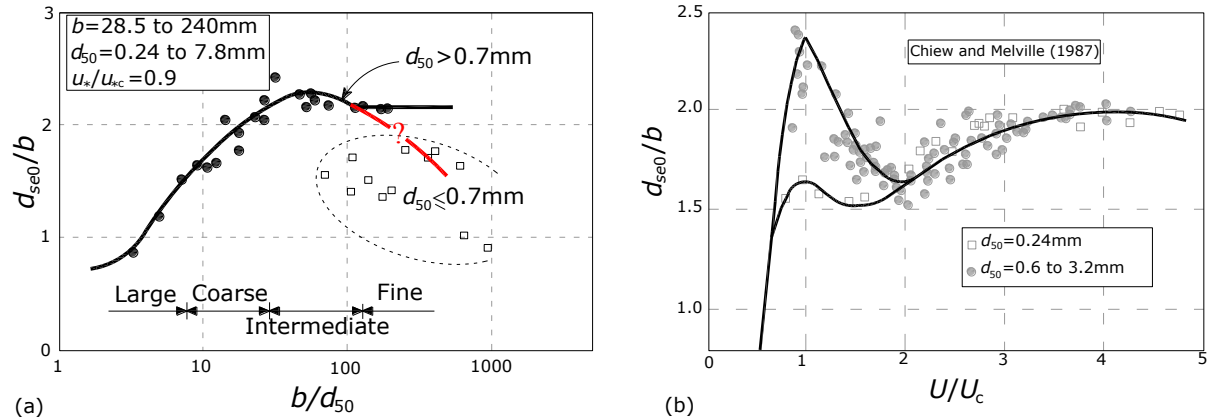 b=28.5 to 240mm
d50=0.24 to 7.8mm
u*/u*c=0.9
d50>0.7mm
?
d50⩽0.7mm
Large
Coarse
Fine
Intermediate
3
2
1
0
dse0/b
1
10
100
1000
b/d50
(a)
Chiew and Melville (1987)
d50=0.24mm
d50=0.6 to 3.2mm
2.5
2.0
1.5
1.0
dse0/b
0
1
2
3
4
5
U/Uc
(b)